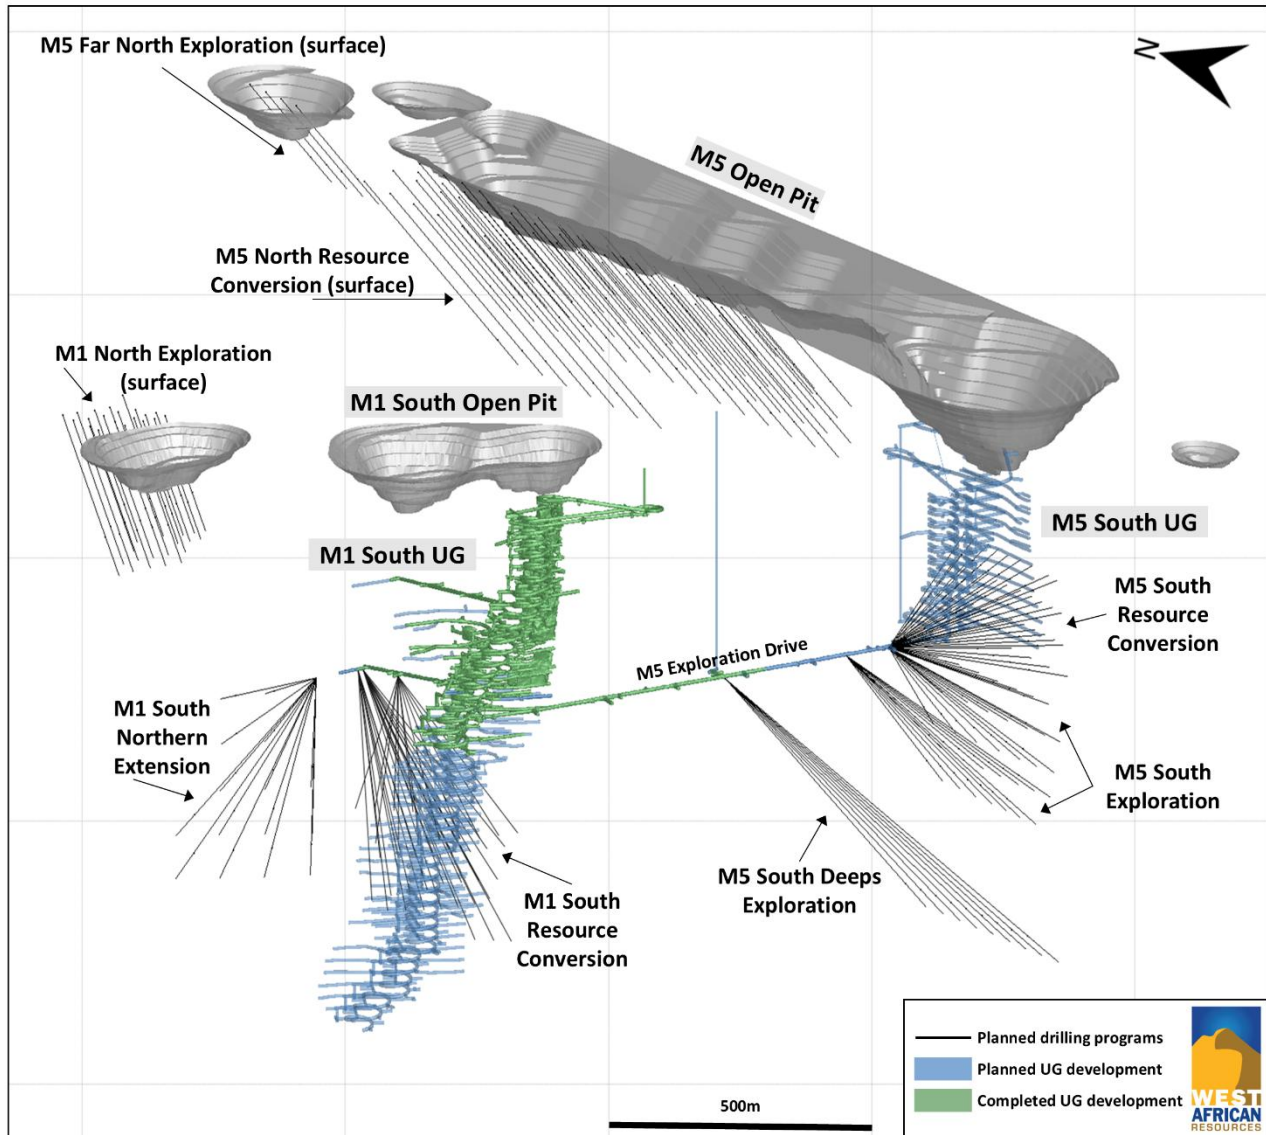 M5 Far North Exploration (surface)
N
M5 Open Pit
M5 North Resource
Conversion (surface)
M1 North Exploration
(surface)
M1 South Open Pit
M1 South UG
M5 South UG
M5 South
Resource
Conversion
M5 Exploration Drive
M1 South
Northern
Extension
M5 South
Exploration
M5 South Deeps
Exploration
M1 South
Resource
Conversion
500m
Planned drilling programs
Planned UG development
Completed UG development
WEST
AFRICAN
RESOURCES